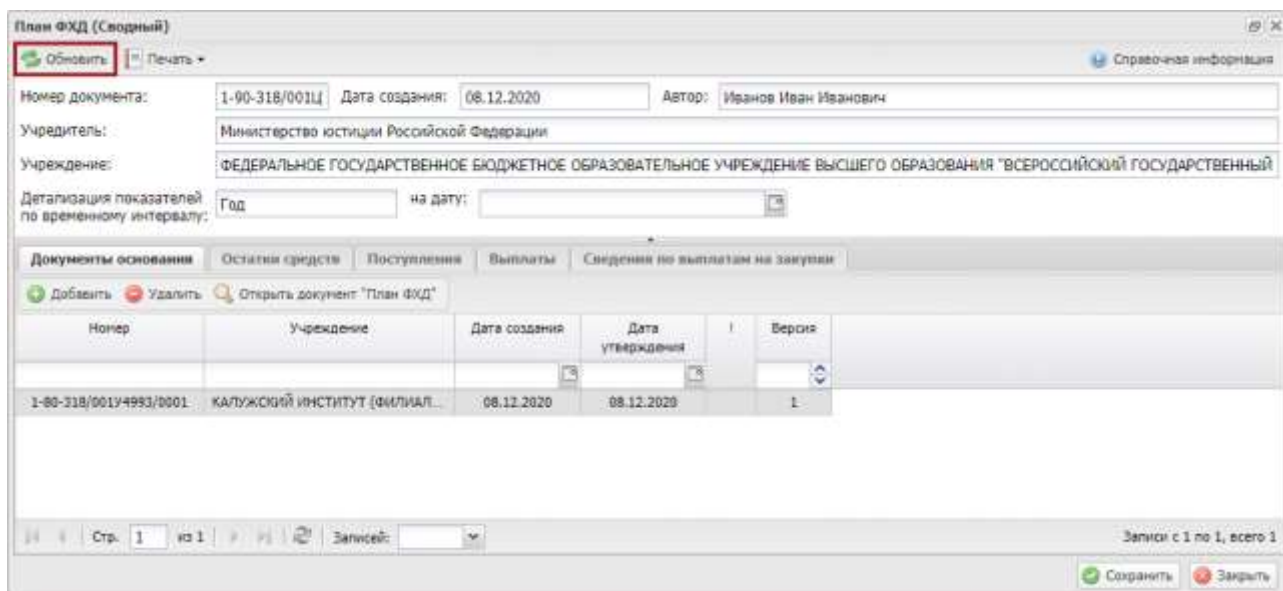 План ФХД (Сводный)
Обновить Печать Справочная информация
Номер документа: 1-90-318/001Ц Дата создания: 08.12.2020 Автор: Иванов Иван Иванович
Учредитель: Министерство юстиции Российской Федерации
Учреждение: ФЕДЕРАЛЬНОЕ ГОСУДАРСТВЕННОЕ БЮДЖЕТНОЕ ОБРАЗОВАТЕЛЬНОЕ УЧРЕЖДЕНИЕ ВЫСШЕГО ОБРАЗОВАНИЯ "ВСЕРОССИЙСКИЙ ГОСУДАРСТВЕННЫЙ
Детализация показателей
по временному интервалу: Год на дату:
Документы основания Остатки средств Поступления Выплаты Сведения по выплатам на закупки
Добавить Удалить Открыть документ "План ФХД"
Номер Учреждение Дата создания Дата утверждения ! Версия
1-80-318/001У4993/0001 КАЛУЖСКИЙ ИНСТИТУТ (ФИЛИАЛ... 08.12.2020 08.12.2020 1
Стр. 1 из 1 Записей: Записи с 1 по 1, всего 1
Сохранить Закрыть